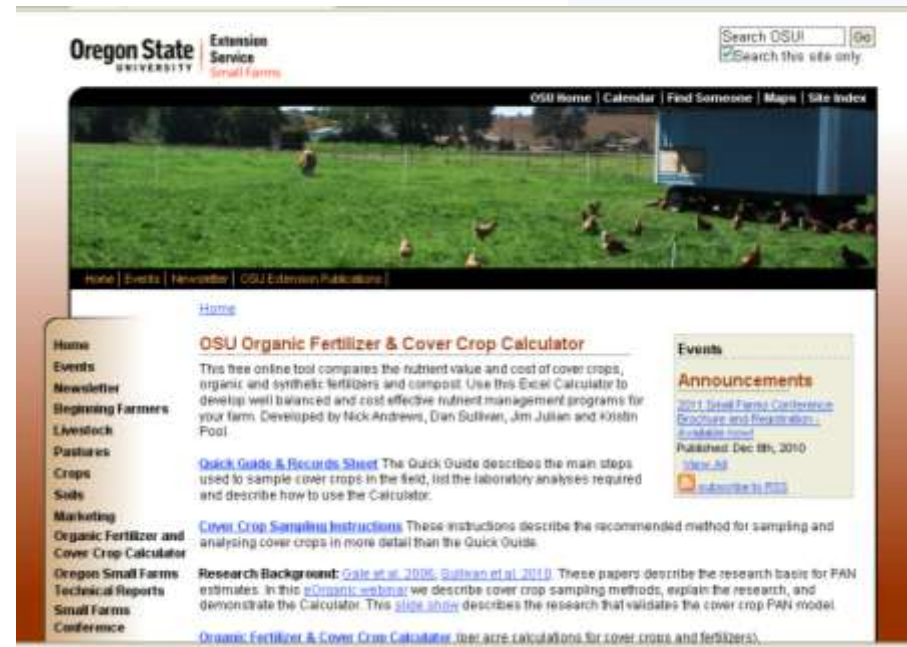 Oregon State
UNIVERSITY
Extension
Service
Small Farms
Search OSU! Go
Search this site only
OSU Home | Calendar | Find Someone | Maps | Site Index
Home | Events | Newsletter | OSU Extension Publications |
Home
Home
Events
Newsletter
Beginning Farmers
Livestock
Pastures
Crops
Soils
Marketing
Organic Fertilizer and
Cover Crop Calculator
Oregon Small Farms
Technical Reports
Small Farms
Conference
OSU Organic Fertilizer & Cover Crop Calculator
This free online tool compares the nutrient value and cost of cover crops,
organic and synthetic fertilizers and compost. Use this Excel Calculator to
develop well balanced and cost effective nutrient management programs for
your farm. Developed by Nick Andrews, Dan Sullivan, Jim Julian and Kristin
Pool
Quick Guide & Records Sheet The Quick Guide describes the main steps
used to sample cover crops in the field, list the laboratory analyses required
and describe how to use the Calculator.
Cover Crop Sampling Instructions These instructions describe the recommended method for sampling and
analysing cover crops in more detail than the Quick Guide.
Research Background: Gale et al. 2006, Sullivan et al. 2010. These papers describe the research basis for PAN
estimates. In this eOrganic webinar we describe cover crop sampling methods, explain the research, and
demonstrate the Calculator. This slide show describes the research that validates the cover crop PAN model.
Organic Fertilizer & Cover Crop Calculator (per acre calculations for cover crops and fertilizers).
Events
Announcements
2011 Small Farms Conference
Brochure and Registration -
Available now!
Published: Dec 8th, 2010
View All
subscribe to RSS